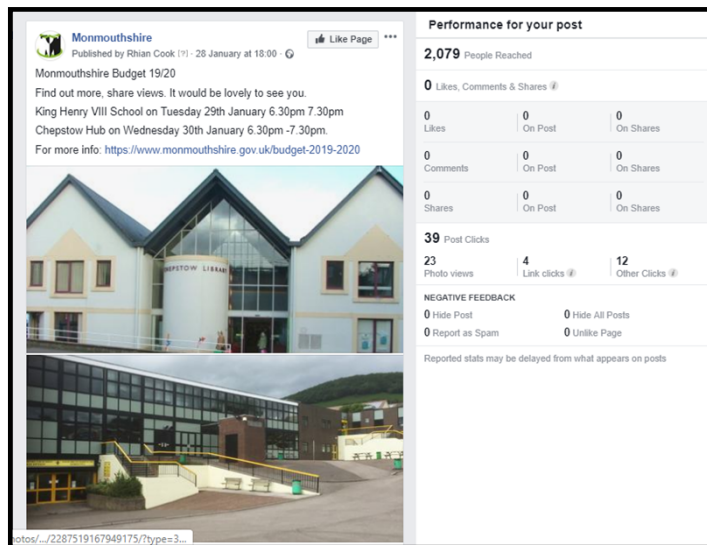 Monmouthshire
Published by Rhian Cook [?] · 28 January at 18:00 ·
Like Page
Monmouthshire Budget 19/20
Find out more, share views. It would be lovely to see you.
King Henry VIII School on Tuesday 29th January 6.30pm 7.30pm
Chepstow Hub on Wednesday 30th January 6.30pm -7.30pm.
For more info: https://www.monmouthshire.gov.uk/budget-2019-2020
CHEPSTOW LIBRARY
hotos/.../2287519167949175/?type=3...
Performance for your post
2,079 People Reached
0 Likes, Comments & Shares
0 0 0
Likes On Post On Shares
0 0 0
Comments On Post On Shares
0 0 0
Shares On Post On Shares
39 Post Clicks
23 4 12
Photo views Link clicks Other Clicks
NEGATIVE FEEDBACK
0 Hide Post 0 Hide All Posts
0 Report as Spam 0 Unlike Page
Reported stats may be delayed from what appears on posts